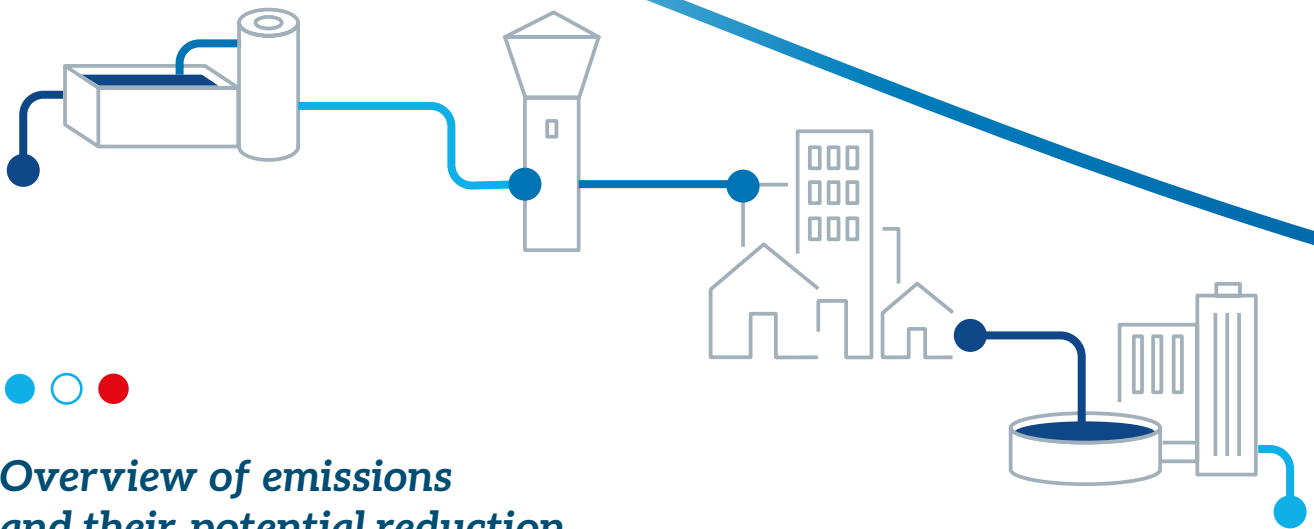 Overview of emissions
and their potential reduction